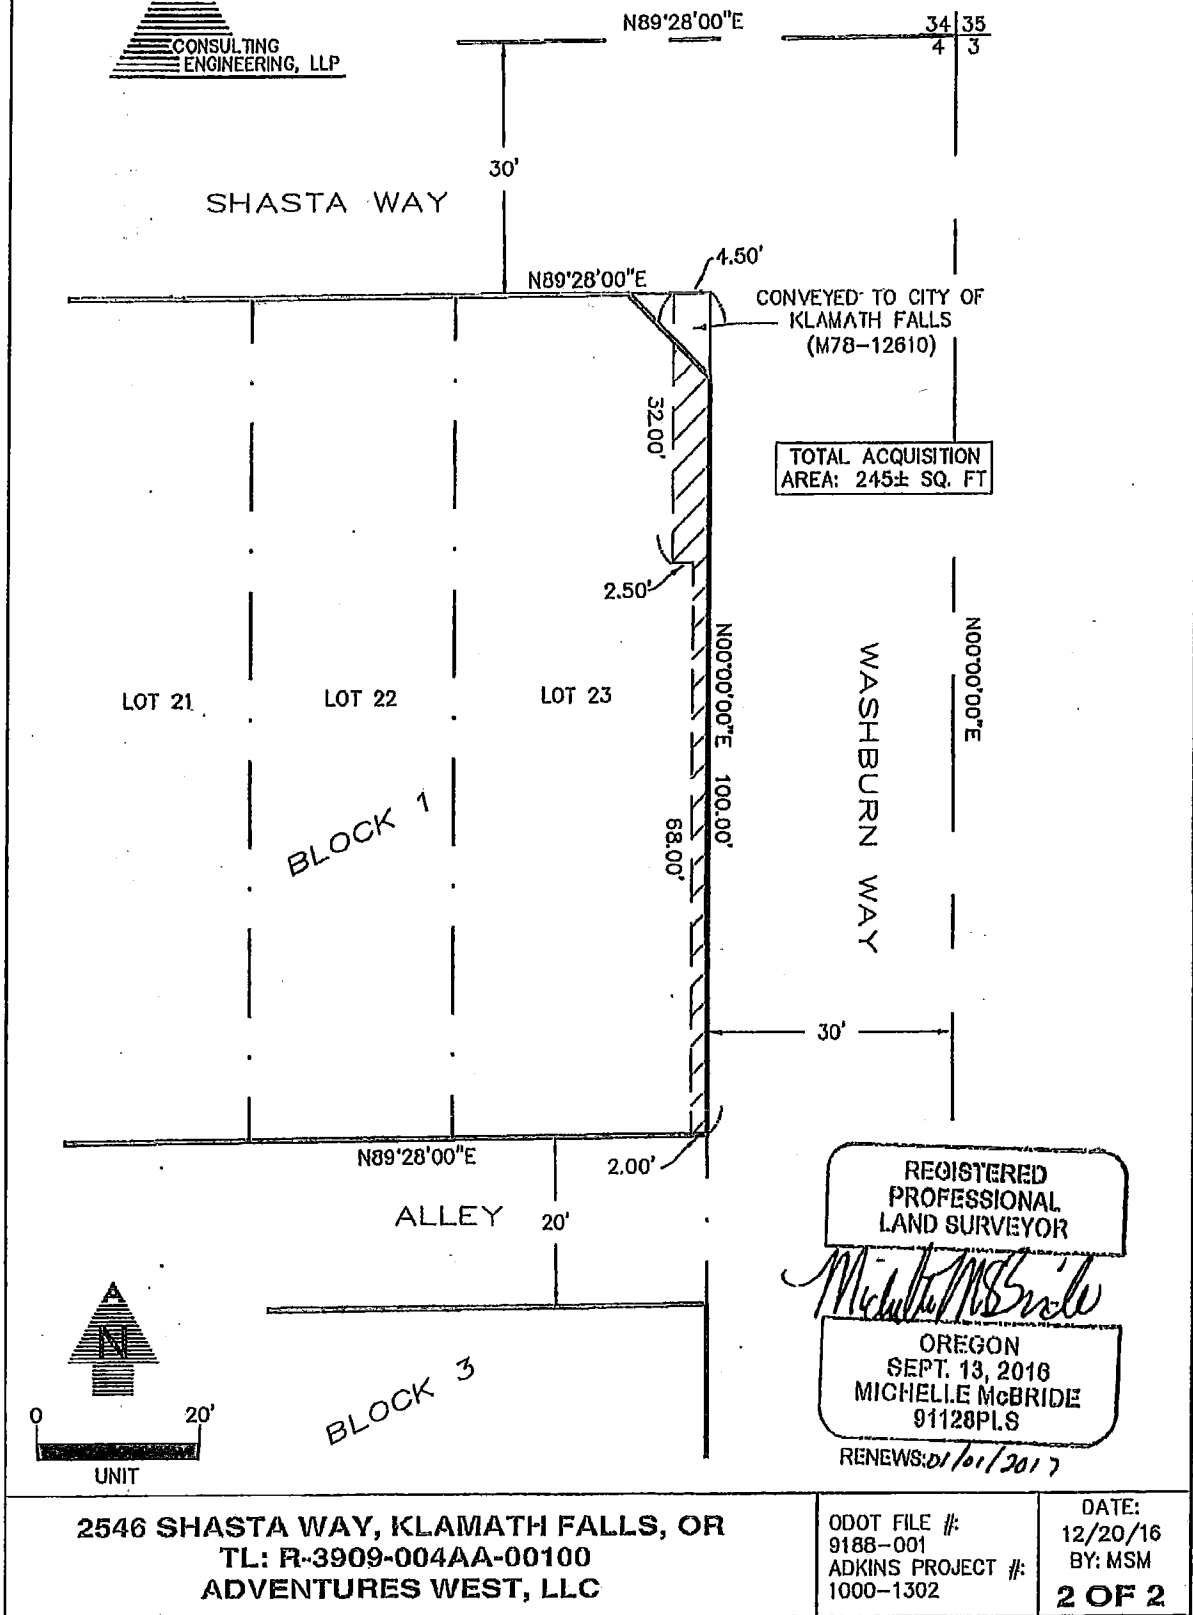 CONSULTING
ENGINEERING, LLP
N89°28'00"E
34 35
4 3
30'
SHASTA WAY
4.50'
N89°28'00"E
CONVEYED TO CITY OF
KLAMATH FALLS
(M78-12610)
32.00'
TOTAL ACQUISITION
AREA: 245± SQ. FT
2.50'
N00°00'00"E 100.00'
N00°00'00"E
WASHBURN WAY
LOT 21
LOT 22
LOT 23
BLOCK 1
68.00'
30'
N89°28'00"E
2.00'
ALLEY
20'
REGISTERED
PROFESSIONAL
LAND SURVEYOR
Michelle McBride
OREGON
SEPT. 13, 2016
MICHELLE McBRIDE
91128PLS
RENEWS: 01/01/2017
A
N
0 20'
UNIT
BLOCK 3
2546 SHASTA WAY, KLAMATH FALLS, OR
TL: R-3909-004AA-00100
ADVENTURES WEST, LLC
ODOT FILE #:
9188-001
ADKINS PROJECT #:
1000-1302
DATE:
12/20/16
BY: MSM
2 OF 2